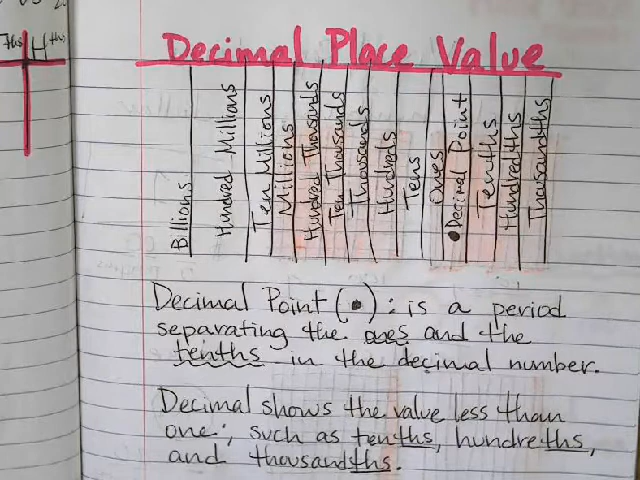 Ths Hths
Decimal Place Value
Billions
Hundred Millions
Ten Millions
Millions
Hundred Thousands
Ten Thousands
Thousands
Hundreds
Tens
Ones
•Decimal Point
Tenths
Hundredths
Thousandths
Decimal Point (•): is a period
separating the ones and the
tenths in the decimal number.
Decimal shows the value less than
one; such as tenths, hundreths,
and thousandths.